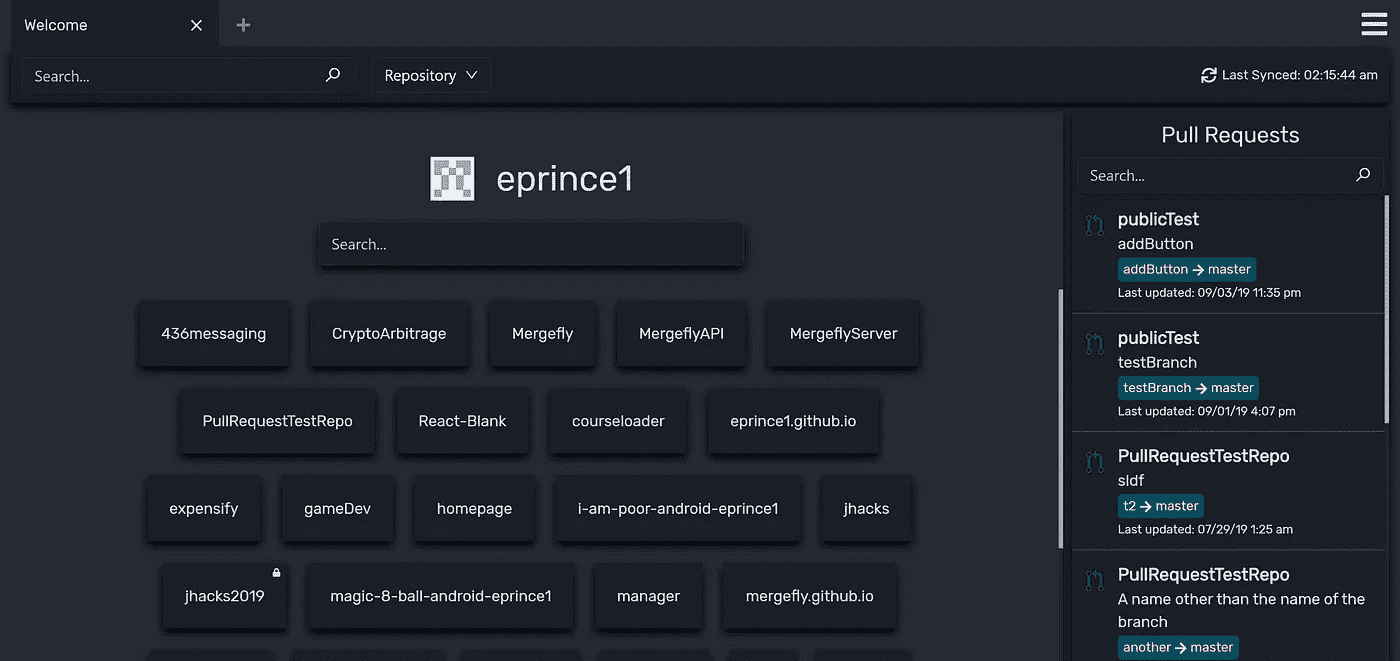 Welcome
Search...
Repository
Last Synced: 02:15:44 am
eprince1
Search...
436messaging
CryptoArbitrage
Mergefly
MergeflyAPI
MergeflyServer
PullRequestTestRepo
React-Blank
courseloader
eprince1.github.io
expensify
gameDev
homepage
i-am-poor-android-eprince1
jhacks
jhacks2019
magic-8-ball-android-eprince1
manager
mergefly.github.io
Pull Requests
Search...
publicTest
addButton
addButton → master
Last updated: 09/03/19 11:35 pm
publicTest
testBranch
testBranch → master
Last updated: 09/01/19 4:07 pm
PullRequestTestRepo
sldf
t2 → master
Last updated: 07/29/19 1:25 am
PullRequestTestRepo
A name other than the name of the
branch
another → master